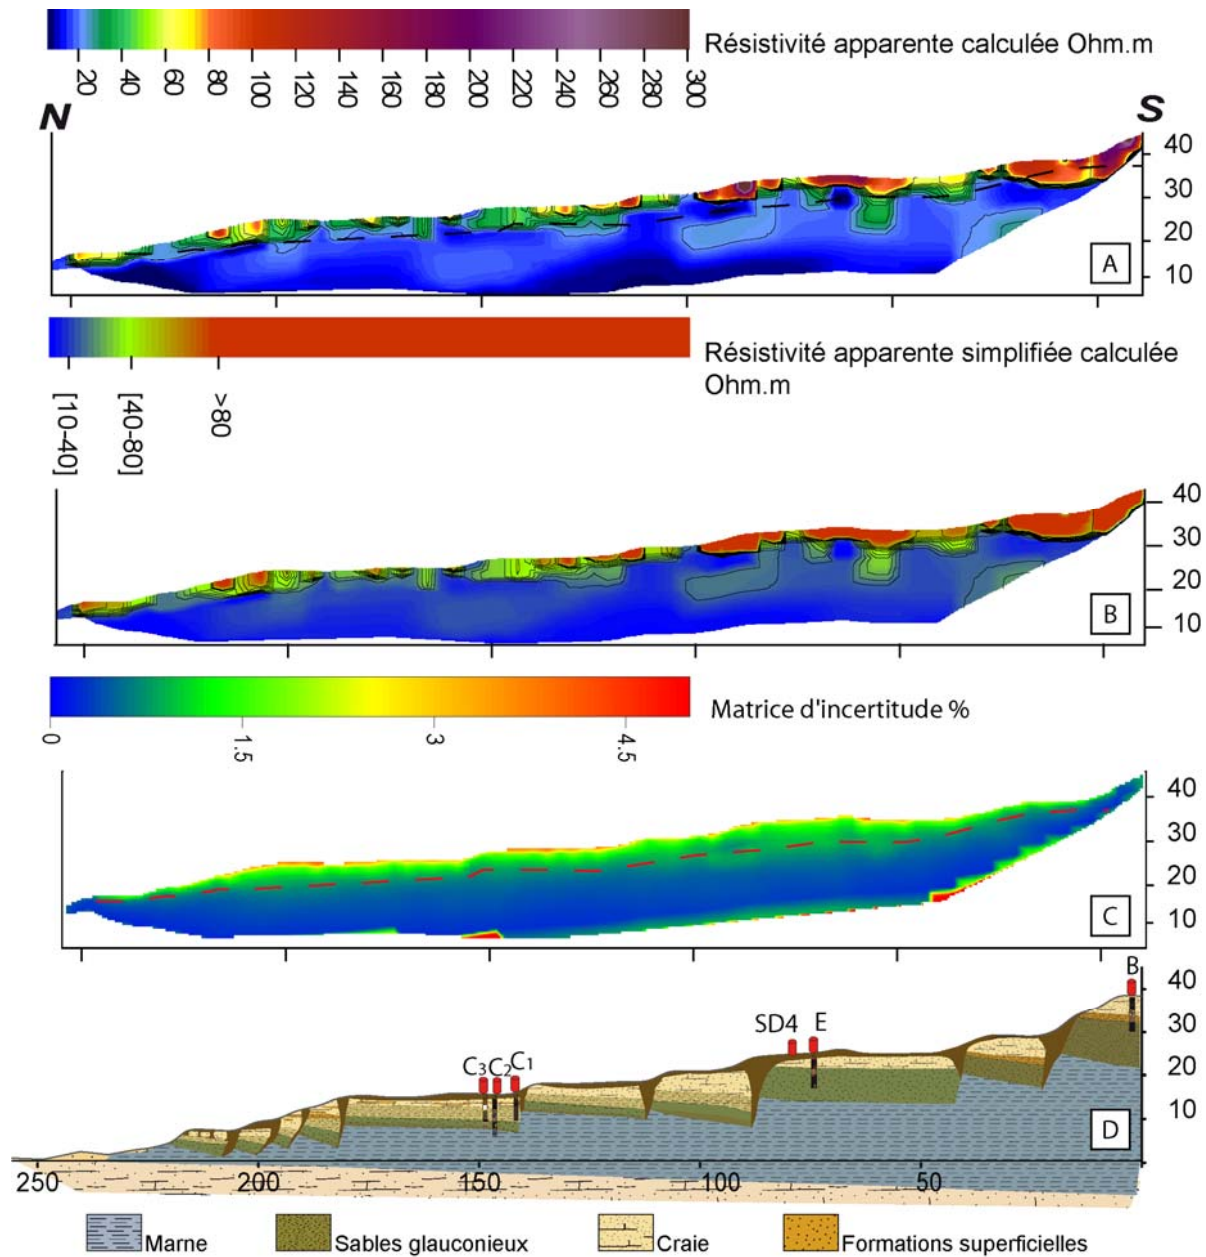 Résistivité apparente calculée Ohm.m
20 40 60 80 100 120 140 160 180 200 220 240 260 280 300
N S
40
30
20
10
A
Résistivité apparente simplifiée calculée
Ohm.m
[10-40] [40-80] >80
40
30
20
10
B
Matrice d'incertitude %
0 1.5 3 4.5
40
30
20
10
C
B
40
SD4 E
30
20
C3 C2 C1
10
D
250 200 150 100 50
Marne Sables glauconieux Craie Formations superficielles